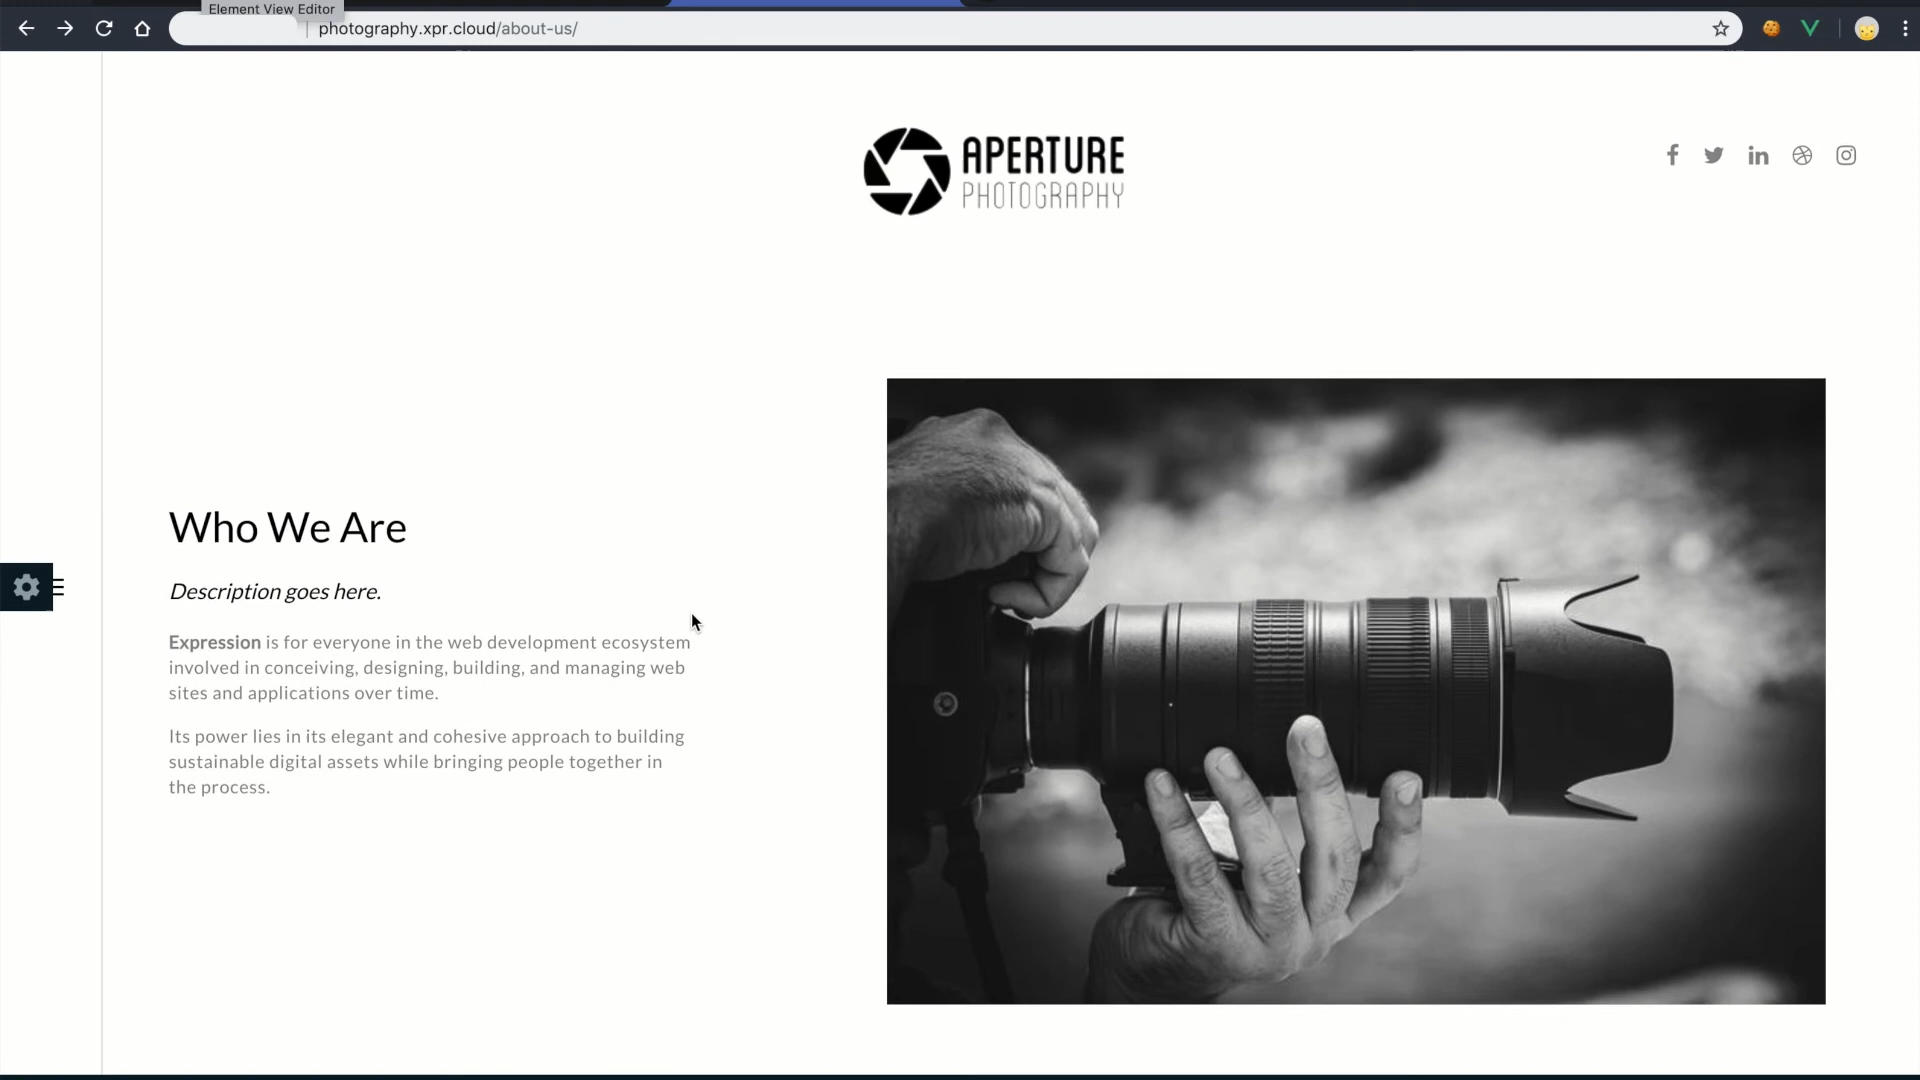 Element View Editor
photography.xpr.cloud/about-us/
APERTURE
PHOTOGRAPHY
Who We Are
Description goes here.
Expression is for everyone in the web development ecosystem
involved in conceiving, designing, building, and managing web
sites and applications over time.
Its power lies in its elegant and cohesive approach to building
sustainable digital assets while bringing people together in
the process.